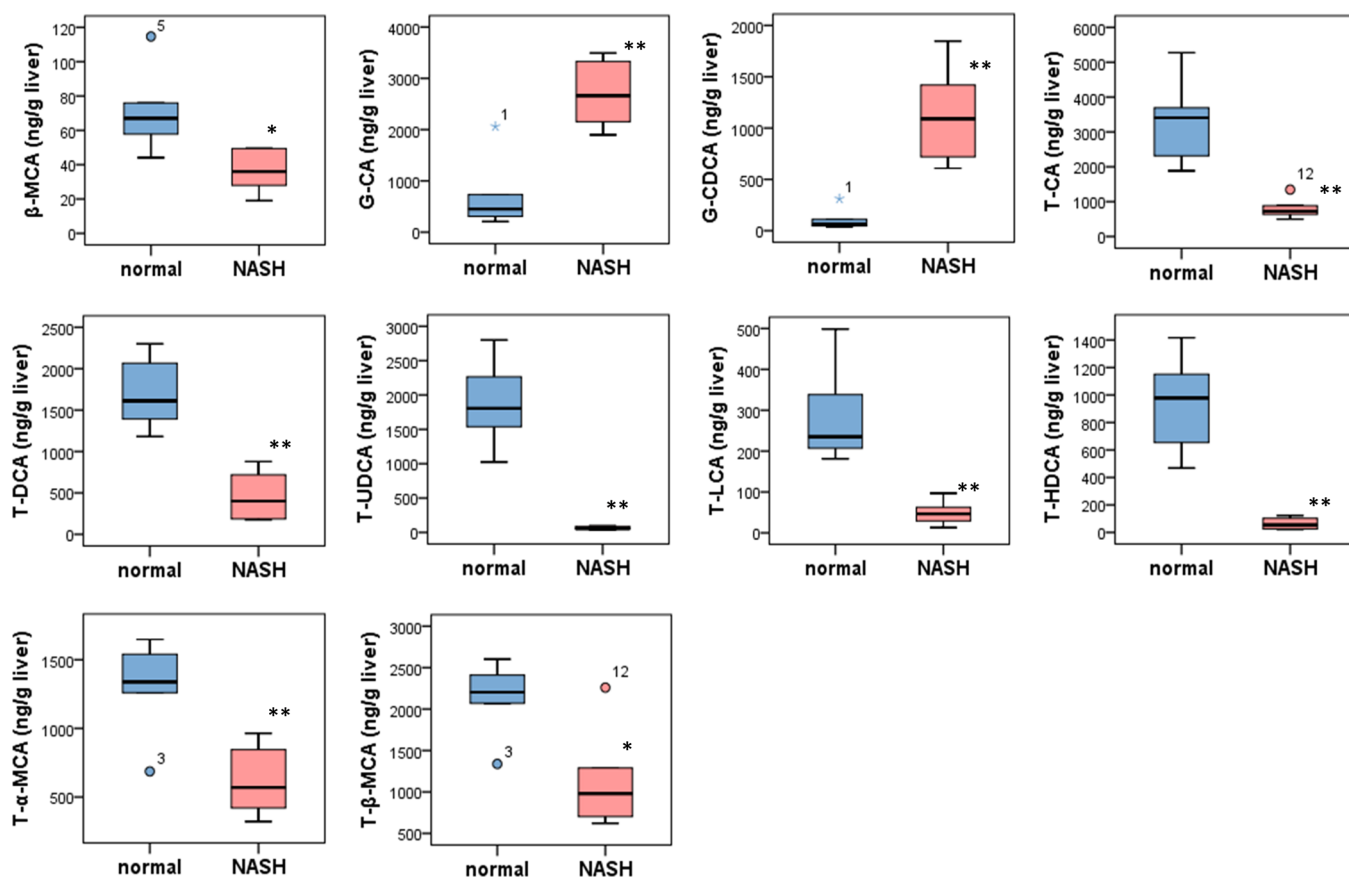 β-MCA (ng/g liver)
120
100
80
60
40
20
0
5
*
normal
NASH
G-CA (ng/g liver)
4000
3000
2000
1000
0
1
**
normal
NASH
G-CDCA (ng/g liver)
2000
1500
1000
500
0
1
**
normal
NASH
T-CA (ng/g liver)
6000
5000
4000
3000
2000
1000
0
12
**
normal
NASH
T-DCA (ng/g liver)
2500
2000
1500
1000
500
0
**
normal
NASH
T-UDCA (ng/g liver)
3000
2500
2000
1500
1000
500
0
**
normal
NASH
T-LCA (ng/g liver)
500
400
300
200
100
0
**
normal
NASH
T-HDCA (ng/g liver)
1400
1200
1000
800
600
400
200
0
**
normal
NASH
T-α-MCA (ng/g liver)
1500
1000
500
3
**
normal
NASH
T-β-MCA (ng/g liver)
3000
2500
2000
1500
1000
500
3
12
*
normal
NASH